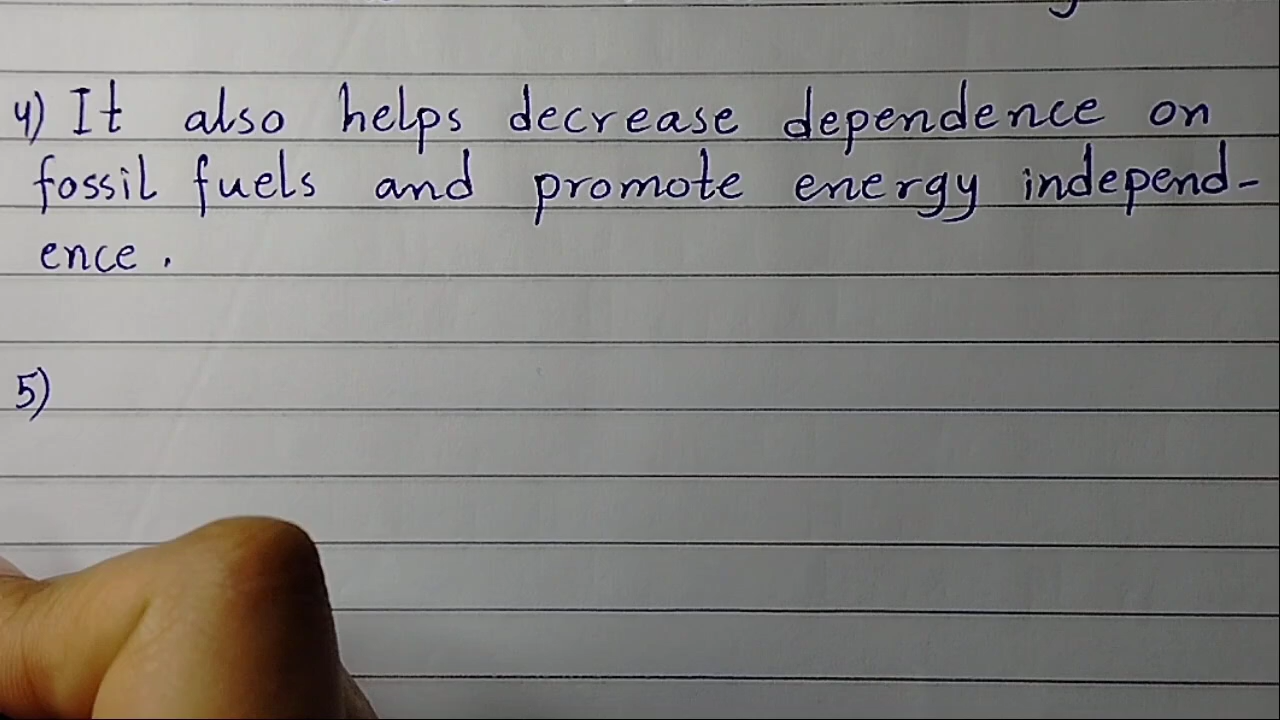 4) It also helps decrease dependence on
fossil fuels and promote energy independ-
ence.
5)